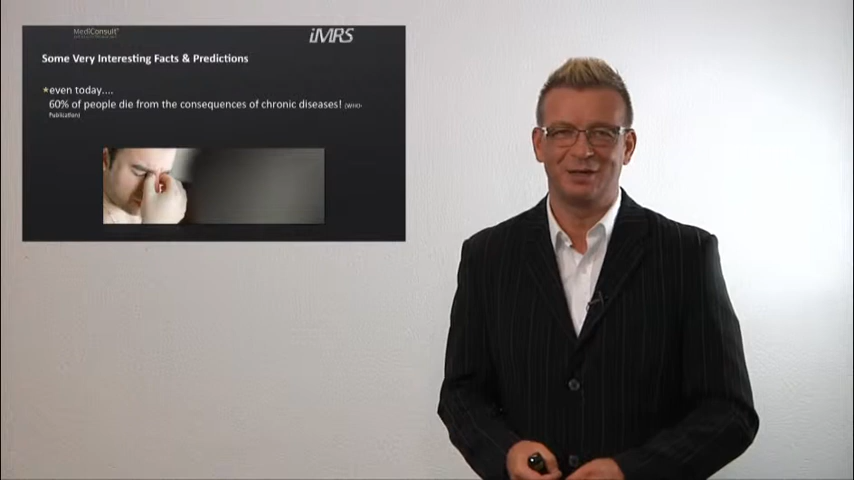 MediConsult
iMRS
Some Very Interesting Facts & Predictions
even today....
60% of people die from the consequences of chronic diseases! (WHO-
Publication)